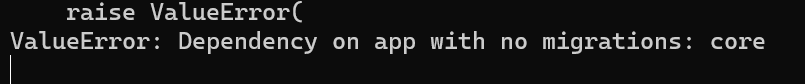 raise ValueError(
ValueError: Dependency on app with no migrations: core